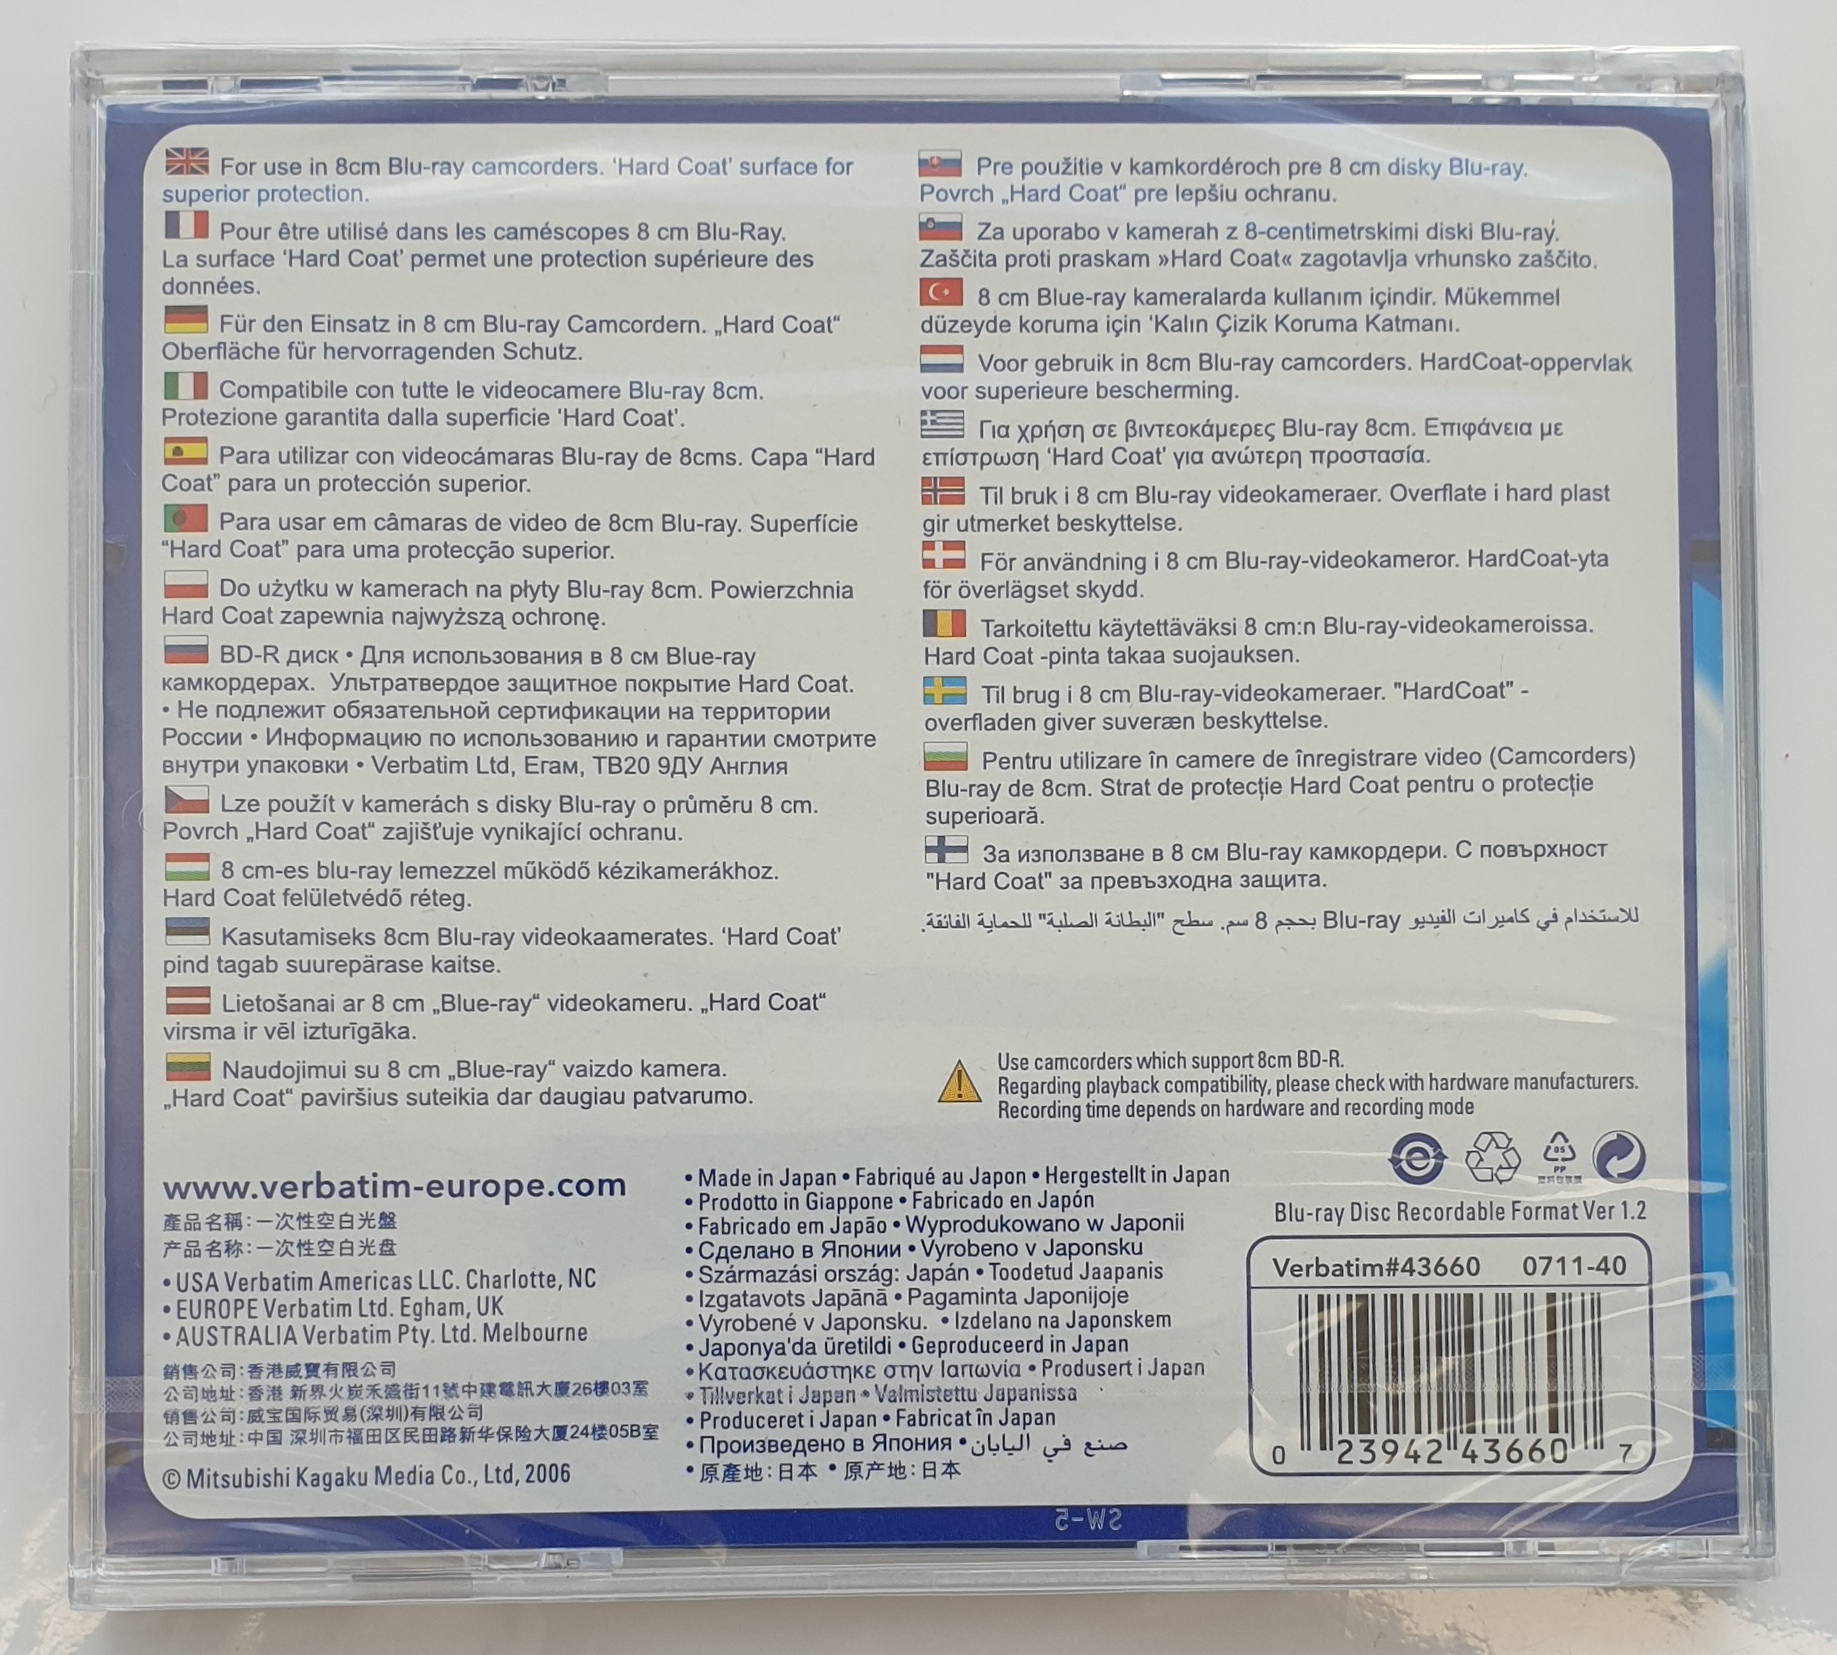 For use in 8cm Blu-ray camcorders. 'Hard Coat' surface for
superior protection.
Pour être utilisé dans les caméscopes 8 cm Blu-Ray.
La surface 'Hard Coat' permet une protection supérieure des
données.
Für den Einsatz in 8 cm Blu-ray Camcordern. „Hard Coat“
Oberfläche für hervorragenden Schutz.
Compatibile con tutte le videocamere Blu-ray 8cm.
Protezione garantita dalla superficie 'Hard Coat'.
Para utilizar con videocámaras Blu-ray de 8cms. Capa “Hard
Coat” para un protección superior.
Para usar em câmaras de video de 8cm Blu-ray. Superfície
“Hard Coat” para uma protecção superior.
Do użytku w kamerach na płyty Blu-ray 8cm. Powierzchnia
Hard Coat zapewnia najwyższą ochronę.
BD-R диск • Для использования в 8 см Blue-ray
камкордерах. Ультратвердое защитное покрытие Hard Coat.
• Не подлежит обязательной сертификации на территории
России • Информацию по использованию и гарантии смотрите
внутри упаковки • Verbatim Ltd, Егам, ТВ20 9ДУ Англия
Lze použít v kamerách s disky Blu-ray o průměru 8 cm.
Povrch „Hard Coat“ zajišťuje vynikající ochranu.
8 cm-es blu-ray lemezzel működő kézikamerákhoz.
Hard Coat felületvédő réteg.
Kasutamiseks 8cm Blu-ray videokaamerates. 'Hard Coat'
pind tagab suurepärase kaitse.
Lietošanai ar 8 cm „Blue-ray“ videokameru. „Hard Coat“
virsma ir vēl izturīgāka.
Naudojimui su 8 cm „Blue-ray“ vaizdo kamera.
„Hard Coat“ paviršius suteikia dar daugiau patvarumo.
Pre použitie v kamkordéroch pre 8 cm disky Blu-ray.
Povrch „Hard Coat“ pre lepšiu ochranu.
Za uporabo v kamerah z 8-centimetrskimi diski Blu-ray.
Zaščita proti praskam »Hard Coat« zagotavlja vrhunsko zaščito.
8 cm Blue-ray kameralarda kullanım içindir. Mükemmel
düzeyde koruma için 'Kalın Çizik Koruma Katmanı.
Voor gebruik in 8cm Blu-ray camcorders. HardCoat-oppervlak
voor superieure bescherming.
Για χρήση σε βιντεοκάμερες Blu-ray 8cm. Επιφάνεια με
επίστρωση 'Hard Coat' για ανώτερη προστασία.
Til bruk i 8 cm Blu-ray videokameraer. Overflate i hard plast
gir utmerket beskyttelse.
För användning i 8 cm Blu-ray-videokameror. HardCoat-yta
för överlägset skydd.
Tarkoitettu käytettäväksi 8 cm:n Blu-ray-videokameroissa.
Hard Coat -pinta takaa suojauksen.
Til brug i 8 cm Blu-ray-videokameraer. "HardCoat" -
overfladen giver suveræn beskyttelse.
Pentru utilizare în camere de înregistrare video (Camcorders)
Blu-ray de 8cm. Strat de protecţie Hard Coat pentru o protecţie
superioară.
За използване в 8 см Blu-ray камкордери. С повърхност
"Hard Coat" за превъзходна защита.
للاستخدام في كاميرات الفيديو Blu-ray بحجم 8 سم. سطح "البطانة الصلبة" للحماية الفائقة.
Use camcorders which support 8cm BD-R.
Regarding playback compatibility, please check with hardware manufacturers.
Recording time depends on hardware and recording mode
05
PP
www.verbatim-europe.com
產品名稱:一次性空白光盤
产品名称:一次性空白光盘
• USA Verbatim Americas LLC. Charlotte, NC
• EUROPE Verbatim Ltd. Egham, UK
• AUSTRALIA Verbatim Pty. Ltd. Melbourne
銷售公司:香港威寶有限公司
公司地址:香港 新界火炭禾盛街11號中建電訊大廈26樓03室
销售公司:威宝国际贸易(深圳)有限公司
公司地址:中国 深圳市福田区民田路新华保险大厦24楼05B室
© Mitsubishi Kagaku Media Co., Ltd, 2006
• Made in Japan • Fabriqué au Japon • Hergestellt in Japan
• Prodotto in Giappone • Fabricado en Japón
• Fabricado em Japão • Wyprodukowano w Japonii
• Сделано в Японии • Vyrobeno v Japonsku
• Származási ország: Japán • Toodetud Jaapanis
• Izgatavots Japānā • Pagaminta Japonijoje
• Vyrobené v Japonsku. • Izdelano na Japonskem
• Japonya'da üretildi • Geproduceerd in Japan
• Κατασκευάστηκε στην Ιαπωνία • Produsert i Japan
• Tillverkat i Japan • Valmistettu Japanissa
• Produceret i Japan • Fabricat în Japan
• Произведено в Япония • صنع في اليابان
• 原產地:日本 • 原产地:日本
Blu-ray Disc Recordable Format Ver 1.2
Verbatim#43660 0711-40
0 23942 43660 7
SW-5